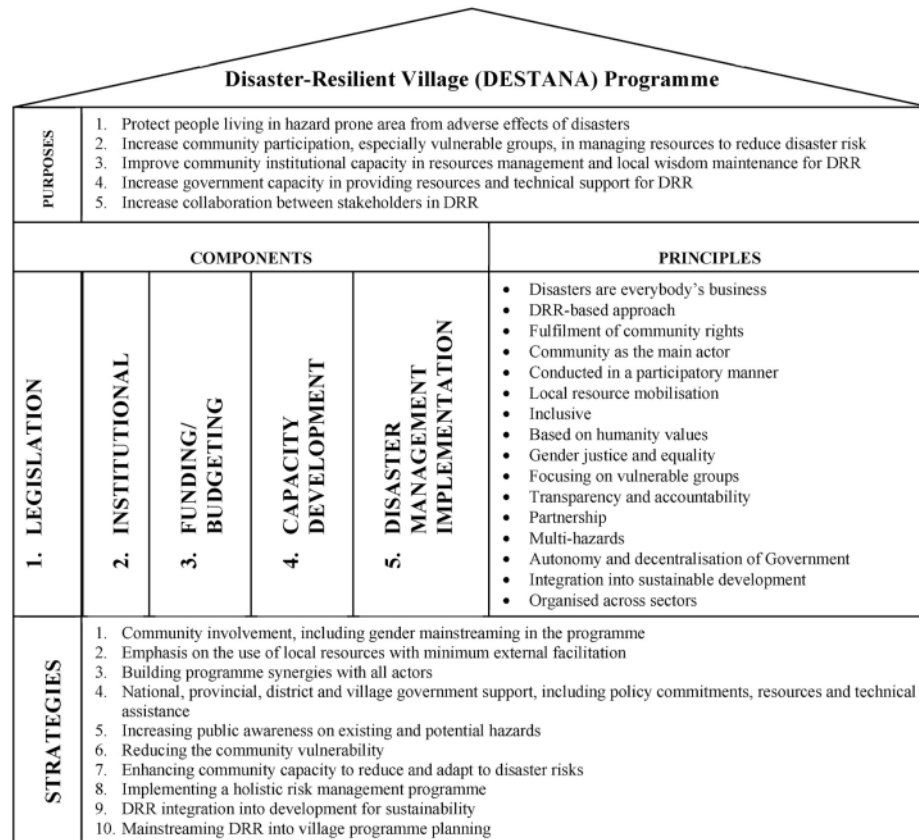 Disaster-Resilient Village (DESTANA) Programme
PURPOSES
1. Protect people living in hazard prone area from adverse effects of disasters
2. Increase community participation, especially vulnerable groups, in managing resources to reduce disaster risk
3. Improve community institutional capacity in resources management and local wisdom maintenance for DRR
4. Increase government capacity in providing resources and technical support for DRR
5. Increase collaboration between stakeholders in DRR
COMPONENTS
1. LEGISLATION
2. INSTITUTIONAL
3. FUNDING/
BUDGETING
4. CAPACITY
DEVELOPMENT
5. DISASTER
MANAGEMENT
IMPLEMENTATION
PRINCIPLES
• Disasters are everybody's business
• DRR-based approach
• Fulfilment of community rights
• Community as the main actor
• Conducted in a participatory manner
• Local resource mobilisation
• Inclusive
• Based on humanity values
• Gender justice and equality
• Focusing on vulnerable groups
• Transparency and accountability
• Partnership
• Multi-hazards
• Autonomy and decentralisation of Government
• Integration into sustainable development
• Organised across sectors
STRATEGIES
1. Community involvement, including gender mainstreaming in the programme
2. Emphasis on the use of local resources with minimum external facilitation
3. Building programme synergies with all actors
4. National, provincial, district and village government support, including policy commitments, resources and technical
assistance
5. Increasing public awareness on existing and potential hazards
6. Reducing the community vulnerability
7. Enhancing community capacity to reduce and adapt to disaster risks
8. Implementing a holistic risk management programme
9. DRR integration into development for sustainability
10. Mainstreaming DRR into village programme planning